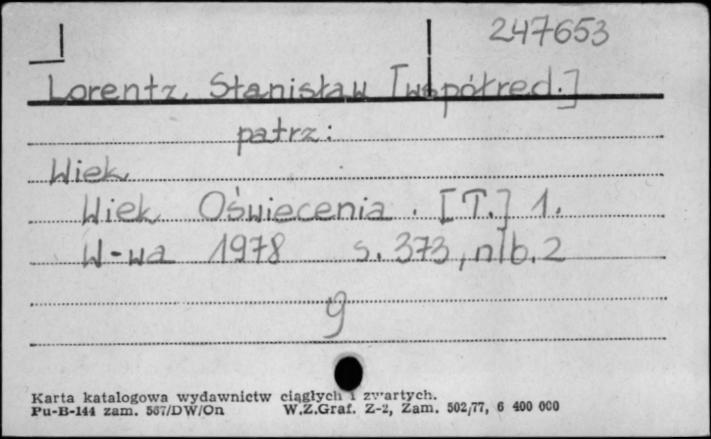 247653
Lorentz, Stanisław [współred.]
patrz:
Wiek
Wiek Oświecenia. [T.] 1.
W-wa 1978 s. 373, nlb. 2
g
Karta katalogowa wydawnictw ciągłych i zwartych.
Pu-B-144 zam. 567/DW/On W.Z.Graf. Z-2, Zam. 502/77, 6 400 000